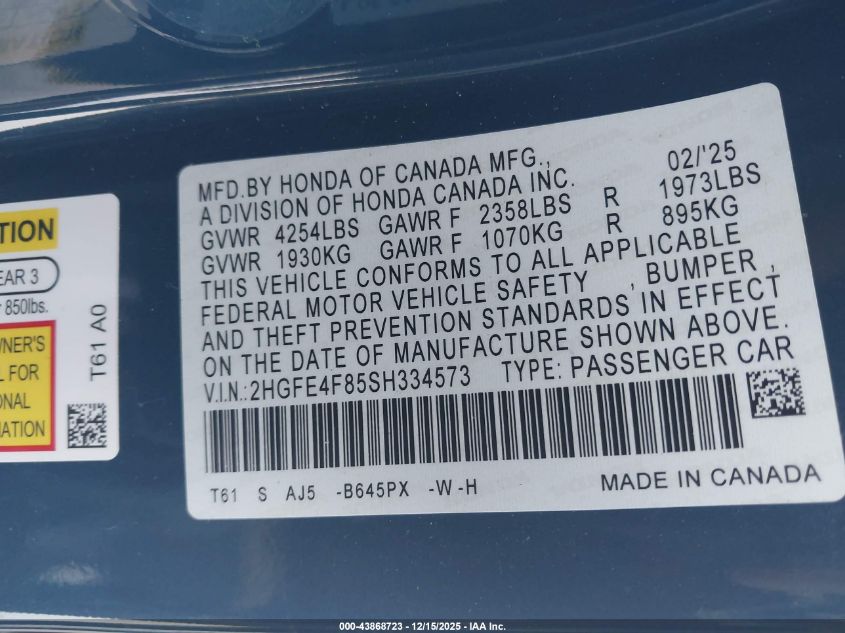 TION
EAR 3
850lbs.
WNER'S
L FOR
ONAL
MATION
T61 A0
MFD.BY HONDA OF CANADA MFG., 02/'25
A DIVISION OF HONDA CANADA INC.
GVWR 4254LBS GAWR F 2358LBS R 1973LBS
GVWR 1930KG GAWR F 1070KG R 895KG
THIS VEHICLE CONFORMS TO ALL APPLICABLE
FEDERAL MOTOR VEHICLE SAFETY , BUMPER ,
AND THEFT PREVENTION STANDARDS IN EFFECT
ON THE DATE OF MANUFACTURE SHOWN ABOVE.
V.I.N.:2HGFE4F85SH334573 TYPE: PASSENGER CAR
T61 S AJ5 -B645PX -W -H MADE IN CANADA
000-43868723 - 12/15/2025 - IAA Inc.